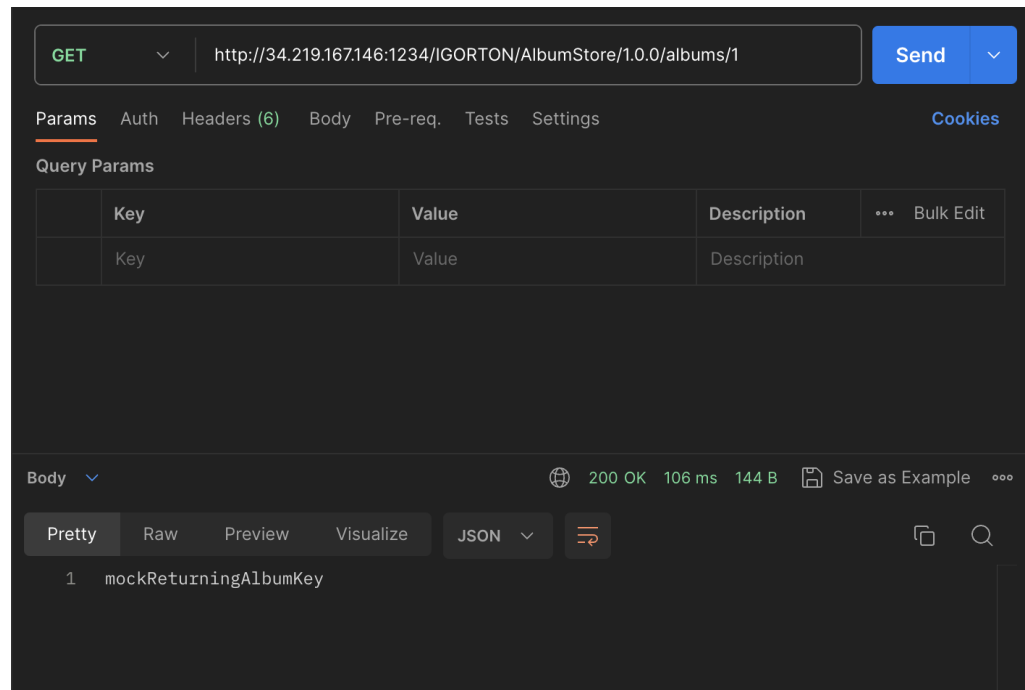 GET http://34.219.167.146:1234/IGORTON/AlbumStore/1.0.0/albums/1 Send
Params Auth Headers (6) Body Pre-req. Tests Settings Cookies
Query Params
Key Value Description Bulk Edit
Key Value Description
Body 200 OK 106 ms 144 B Save as Example
Pretty Raw Preview Visualize JSON
1 mockReturningAlbumKey